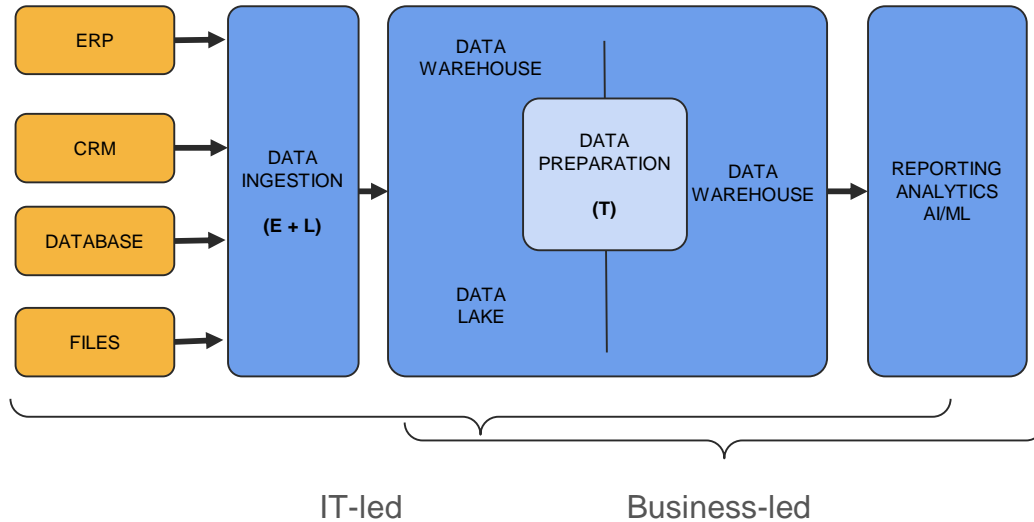 ERP
CRM
DATABASE
FILES
DATA
INGESTION
(E + L)
DATA
WAREHOUSE
DATA
LAKE
DATA
PREPARATION
(T)
DATA
WAREHOUSE
REPORTING
ANALYTICS
AI/ML
IT-led
Business-led